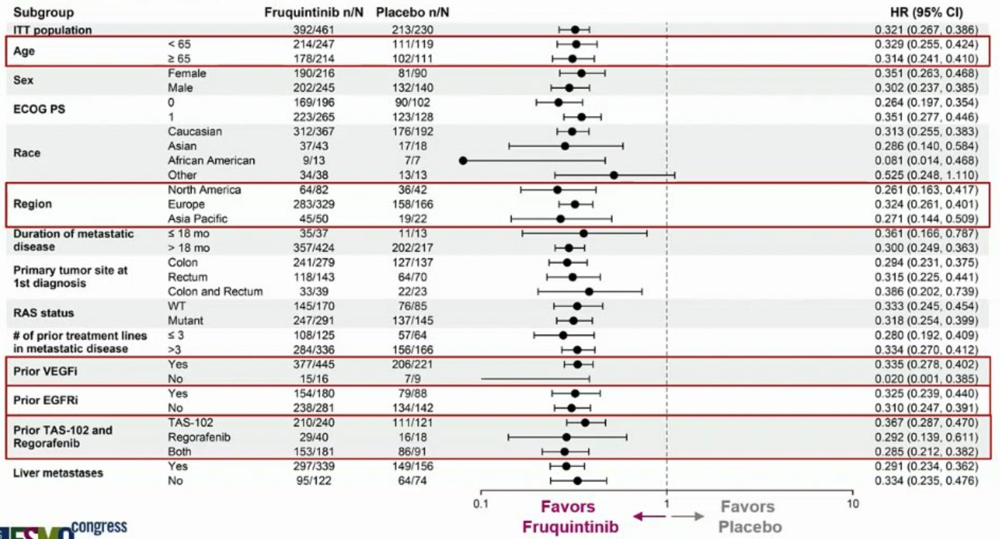 Subgroup Fruquintinib n/N Placebo n/N HR (95% CI)
ITT population 392/461 213/230 0.321 (0.267, 0.386)
Age < 65 214/247 111/119 0.329 (0.255, 0.424)
≥ 65 178/214 102/111 0.314 (0.241, 0.410)
Sex Female 190/216 81/90 0.351 (0.263, 0.468)
Male 202/245 132/140 0.302 (0.237, 0.385)
ECOG PS 0 169/196 90/102 0.264 (0.197, 0.354)
1 223/265 123/128 0.351 (0.277, 0.446)
Race Caucasian 312/367 176/192 0.313 (0.255, 0.383)
Asian 37/43 17/18 0.286 (0.140, 0.584)
African American 9/13 7/7 0.081 (0.014, 0.468)
Other 34/38 13/13 0.525 (0.248, 1.110)
Region North America 64/82 36/42 0.261 (0.163, 0.417)
Europe 283/329 158/166 0.324 (0.261, 0.401)
Asia Pacific 45/50 19/22 0.271 (0.144, 0.509)
Duration of metastatic ≤ 18 mo 35/37 11/13 0.361 (0.166, 0.787)
disease > 18 mo 357/424 202/217 0.300 (0.249, 0.363)
Primary tumor site at Colon 241/279 127/137 0.294 (0.231, 0.375)
1st diagnosis Rectum 118/143 64/70 0.315 (0.225, 0.441)
Colon and Rectum 33/39 22/23 0.386 (0.202, 0.739)
RAS status WT 145/170 76/85 0.333 (0.245, 0.454)
Mutant 247/291 137/145 0.318 (0.254, 0.399)
# of prior treatment lines ≤ 3 108/125 57/64 0.280 (0.192, 0.409)
in metastatic disease >3 284/336 156/166 0.334 (0.270, 0.412)
Prior VEGFi Yes 377/445 206/221 0.335 (0.278, 0.402)
No 15/16 7/9 0.020 (0.001, 0.385)
Prior EGFRi Yes 154/180 79/88 0.325 (0.239, 0.440)
No 238/281 134/142 0.310 (0.247, 0.391)
Prior TAS-102 and TAS-102 210/240 111/121 0.367 (0.287, 0.470)
Regorafenib Regorafenib 29/40 16/18 0.292 (0.139, 0.611)
Both 153/181 86/91 0.285 (0.212, 0.382)
Liver metastases Yes 297/339 149/156 0.291 (0.234, 0.362)
No 95/122 64/74 0.334 (0.235, 0.476)
0.1 1 10
Favors Favors
Fruquintinib Placebo
ESMO congress